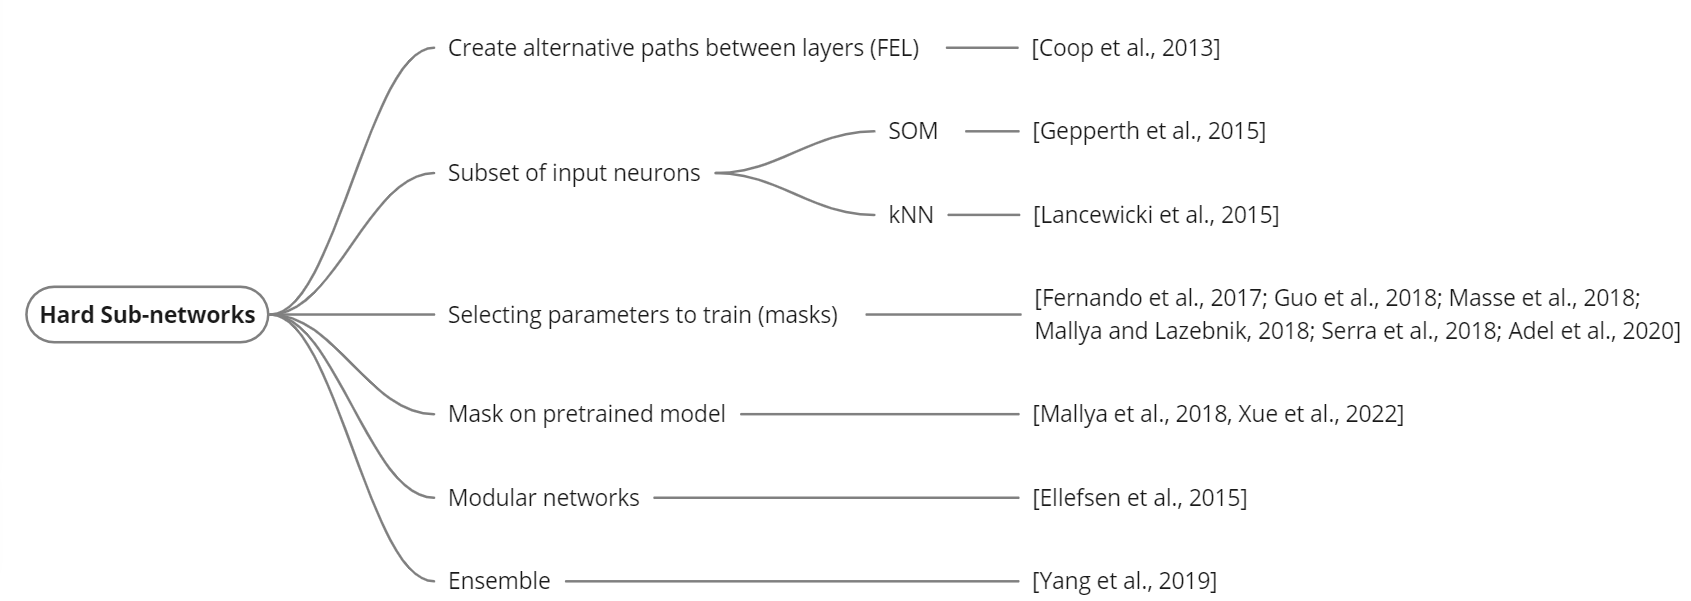 Create alternative paths between layers (FEL) [Coop et al., 2013]
SOM [Gepperth et al., 2015]
Subset of input neurons
kNN [Lancewicki et al., 2015]
Hard Sub-networks
Selecting parameters to train (masks)
[Fernando et al., 2017; Guo et al., 2018; Masse et al., 2018;
Mallya and Lazebnik, 2018; Serra et al., 2018; Adel et al., 2020]
Mask on pretrained model [Mallya et al., 2018, Xue et al., 2022]
Modular networks [Ellefsen et al., 2015]
Ensemble [Yang et al., 2019]